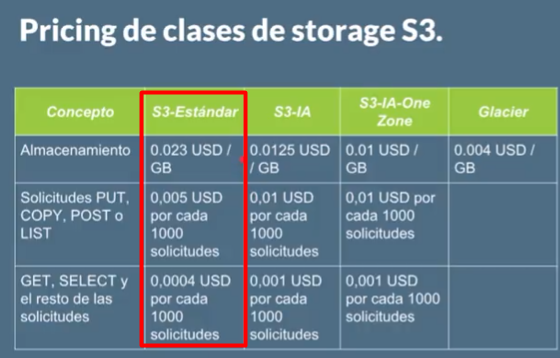 Pricing de clases de storage S3.
Concepto
S3-Estándar
S3-IA
S3-IA-One
Zone
Glacier
Almacenamiento
0.023 USD /
GB
0.0125 USD
/ GB
0.01 USD /
GB
0.004 USD /
GB
Solicitudes PUT,
COPY, POST o
LIST
0,005 USD
por cada
1000
solicitudes
0,01 USD
por cada
1000
solicitudes
0,01 USD por
cada 1000
solicitudes
GET, SELECT y
el resto de las
solicitudes
0,0004 USD
por cada
1000
solicitudes
0,001 USD
por cada
1000
solicitudes
0,001 USD
por cada 1000
solicitudes